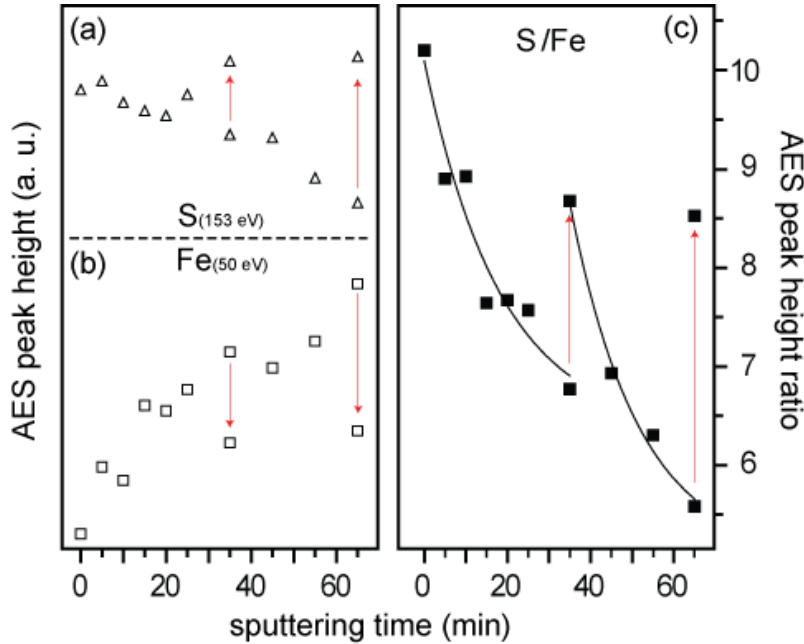 (a)
S(153 eV)
(b)
Fe(50 eV)
AES peak height (a. u.)
0 20 40 60
S/Fe
(c)
0 20 40 60
10
9
8
7
6
AES peak height ratio
sputtering time (min)